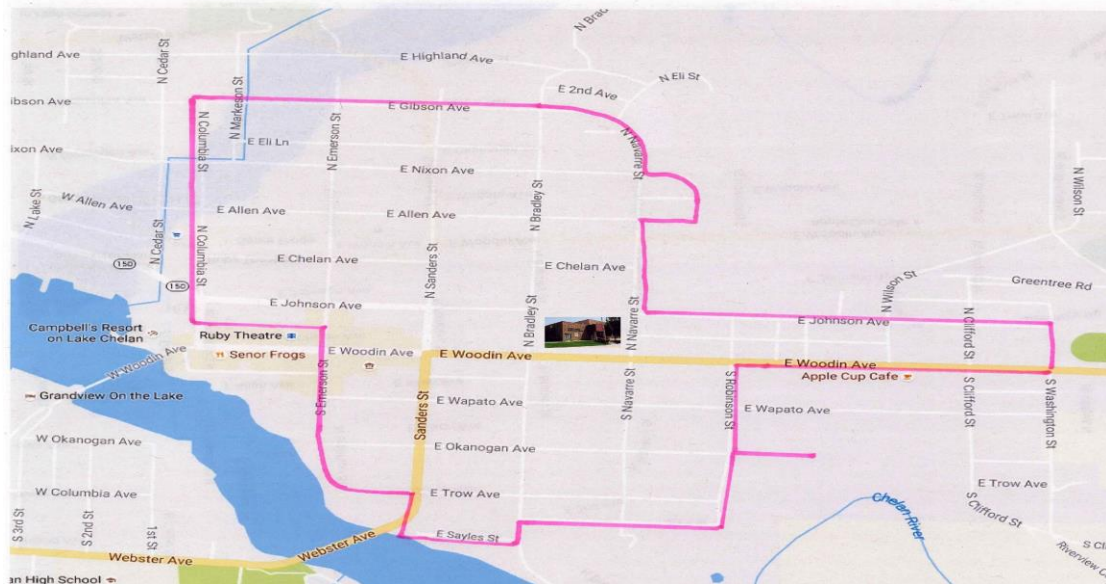 N Brad
ghland Ave
N Cedar St
N Markeson St
E Highland Ave
N Eli St
E 2nd Ave
ibson Ave
E Gibson Ave
N Columbia St
N Emerson St
E Eli Ln
N Navarre St
ixon Ave
E Nixon Ave
N Wilson St
N Lake St
W Allen Ave
E Allen Ave
E Allen Ave
N Bradley St
N Cedar St
N Columbia St
N Sanders St
E Chelan Ave
E Chelan Ave
150
150
N Wilson St
Greentree Rd
E Johnson Ave
N Bradley St
N Navarre St
E Johnson Ave
N Clifford St
Campbell's Resort
on Lake Chelan
Ruby Theatre
W Woodin Ave
Senor Frogs
E Woodin Ave
E Woodin Ave
E Woodin Ave
Apple Cup Cafe
Grandview On the Lake
S Emerson St
Sanders St
E Wapato Ave
S Navarre St
S Robinson St
E Wapato Ave
S Clifford St
S Washington St
W Okanogan Ave
E Okanogan Ave
W Columbia Ave
E Trow Ave
E Trow Ave
S 3rd St
S 2nd St
1st St
Chelan River
S Clifford St
E Sayles St
Webster Ave
Webster Ave
S Cl
Riverview C
an High School